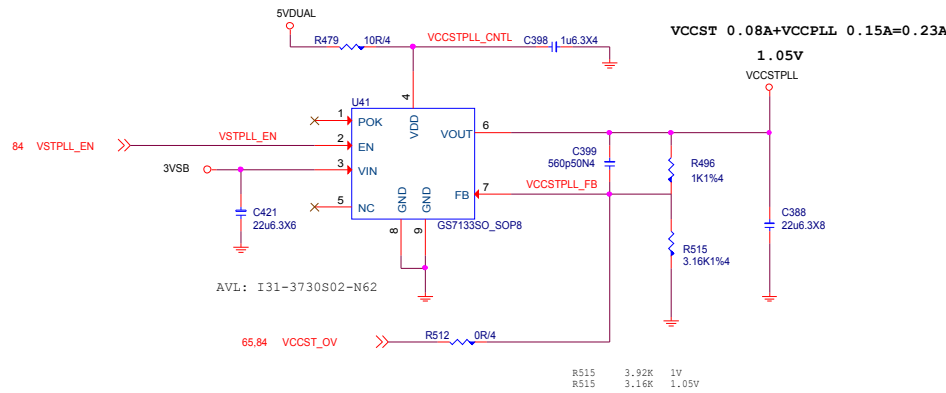 5VDUAL
R479
10R/4
VCCSTPLL_CNTL
C398
1u6.3X4
VCCST 0.08A+VCCPLL 0.15A=0.23A
1.05V
VCCSTPLL
U41
4
1
POK
VDD
VOUT
6
84 VSTPLL_EN
VSTPLL_EN
2
EN
3VSB
3
VIN
C399
560p50N4
R496
1K1%4
VCCSTPLL_FB
7
FB
5
NC
GND
GND
GS7133SO_SOP8
C421
22u6.3X6
C388
22u6.3X8
8
9
R515
3.16K1%4
AVL: I31-3730S02-N62
65,84 VCCST_OV
R512
0R/4
R515 3.92K 1V
R515 3.16K 1.05V